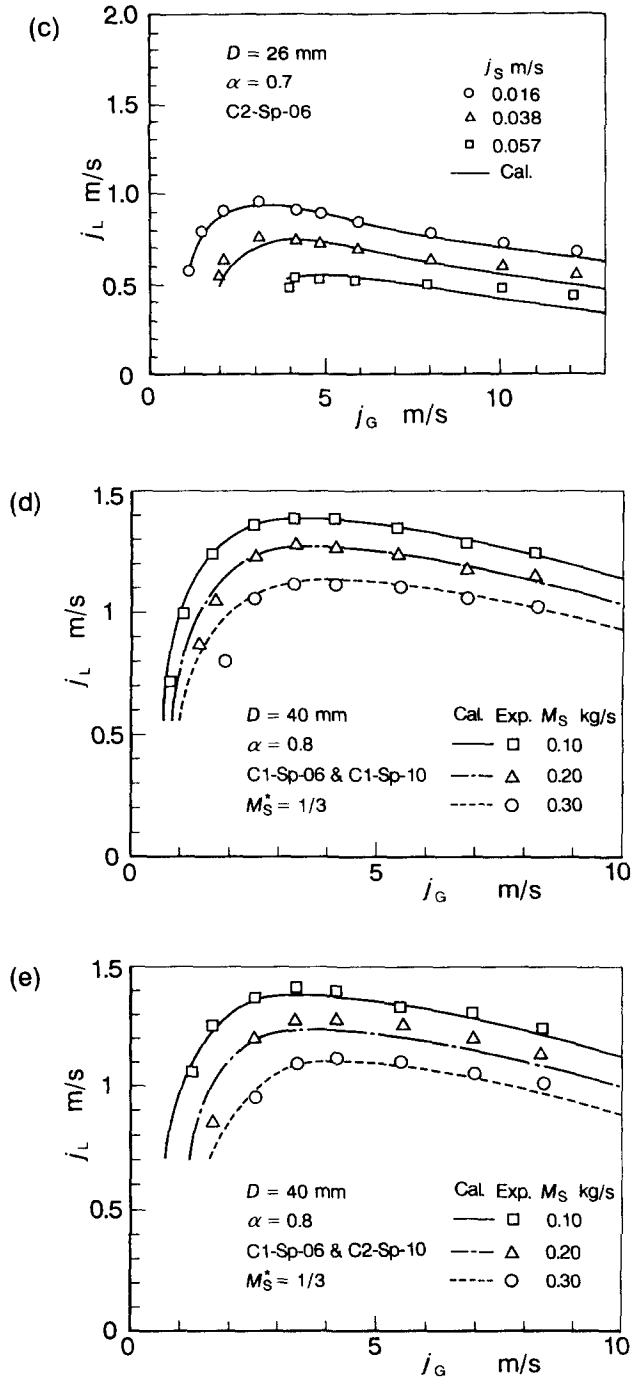 (c)
2.0
1.5
1.0
0.5
0
j_L m/s
D = 26 mm
α = 0.7
C2-Sp-06
j_S m/s
0.016
0.038
0.057
Cal.
0 5 10
j_G m/s
(d)
1.5
1
0.5
0
j_L m/s
D = 40 mm
α = 0.8
C1-Sp-06 & C1-Sp-10
M_S^* = 1/3
Cal. Exp. M_S kg/s
0.10
0.20
0.30
0 5 10
j_G m/s
(e)
1.5
1
0.5
0
j_L m/s
D = 40 mm
α = 0.8
C1-Sp-06 & C2-Sp-10
M_S^* = 1/3
Cal. Exp. M_S kg/s
0.10
0.20
0.30
0 5 10
j_G m/s